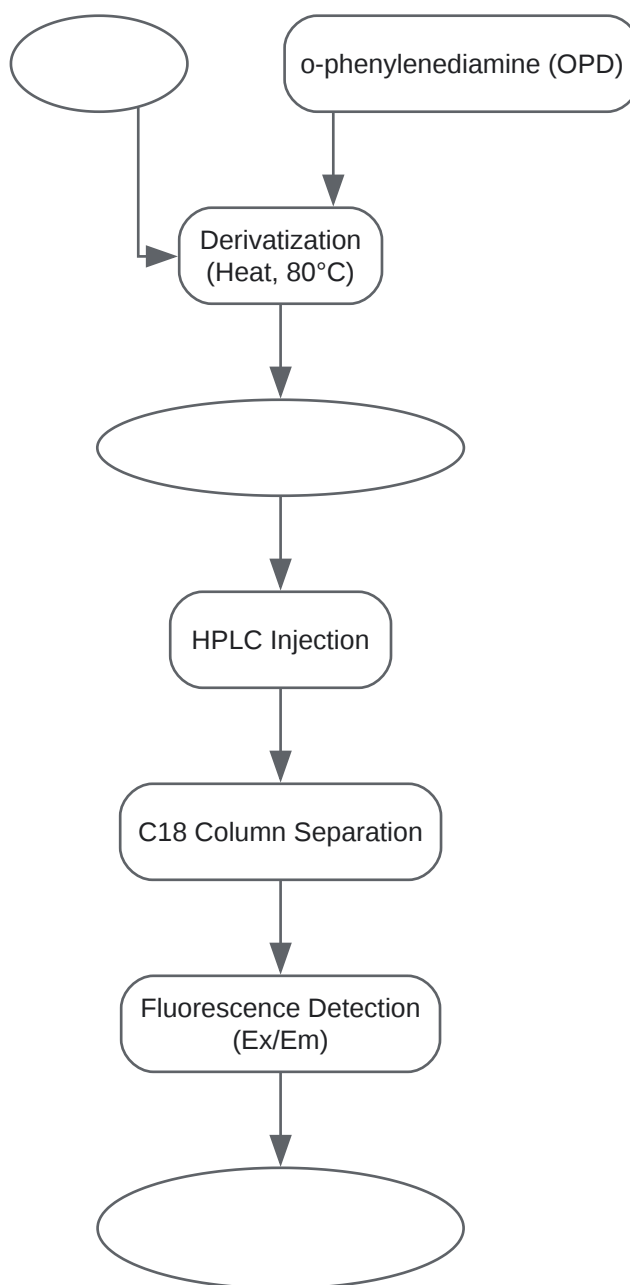 o-phenylenediamine (OPD)
Derivatization
(Heat, 80°C)
HPLC Injection
C18 Column Separation
Fluorescence Detection
(Ex/Em)